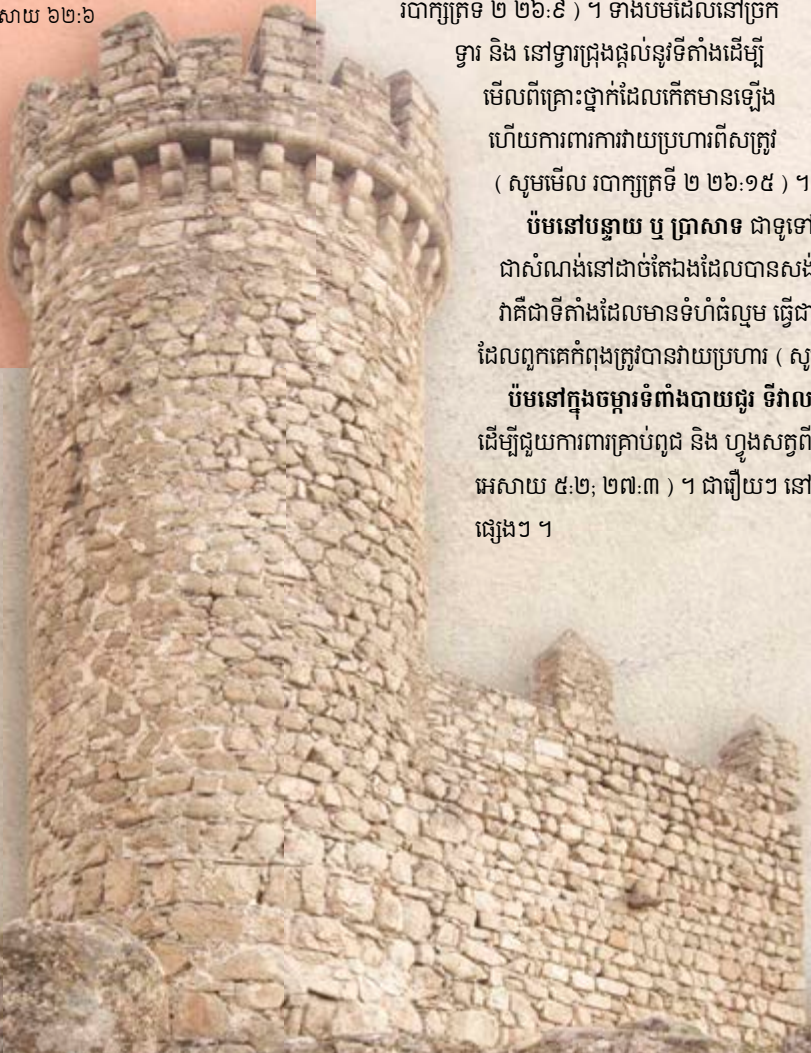 សាយ ៦២:៦
របាក្សត្រទី ២ ២៦:៩ ) ។ ទាំងប៉មដែលនៅច្រក
ទ្វារ និង នៅទ្វារជ្រុងផ្តល់នូវទីតាំងដើម្បី
មើលពីគ្រោះថ្នាក់ដែលកើតមានឡើង
ហើយការពារការវាយប្រហារពីសត្រូវ
( សូមមើល របាក្សត្រទី ២ ២៦:១៥ ) ។
ប៉មនៅបន្ទាយ ឬ ប្រាសាទ ជាទូទៅ
ជាសំណង់នៅដាច់តែឯងដែលបានសង់
វាគឺជាទីតាំងដែលមានទំហំធំល្មម ធ្វើជា
ដែលពួកគេកំពុងត្រូវបានវាយប្រហារ ( សូ
ប៉មនៅក្នុងចម្ការទំពាំងបាយជូរ ទីវាល
ដើម្បីជួយការពារគ្រាប់ពូជ និង ហ្វូងសត្វពី
អេសាយ ៥:២; ២៧:៣ ) ។ ជារឿយៗ នៅ
ផ្សេងៗ ។